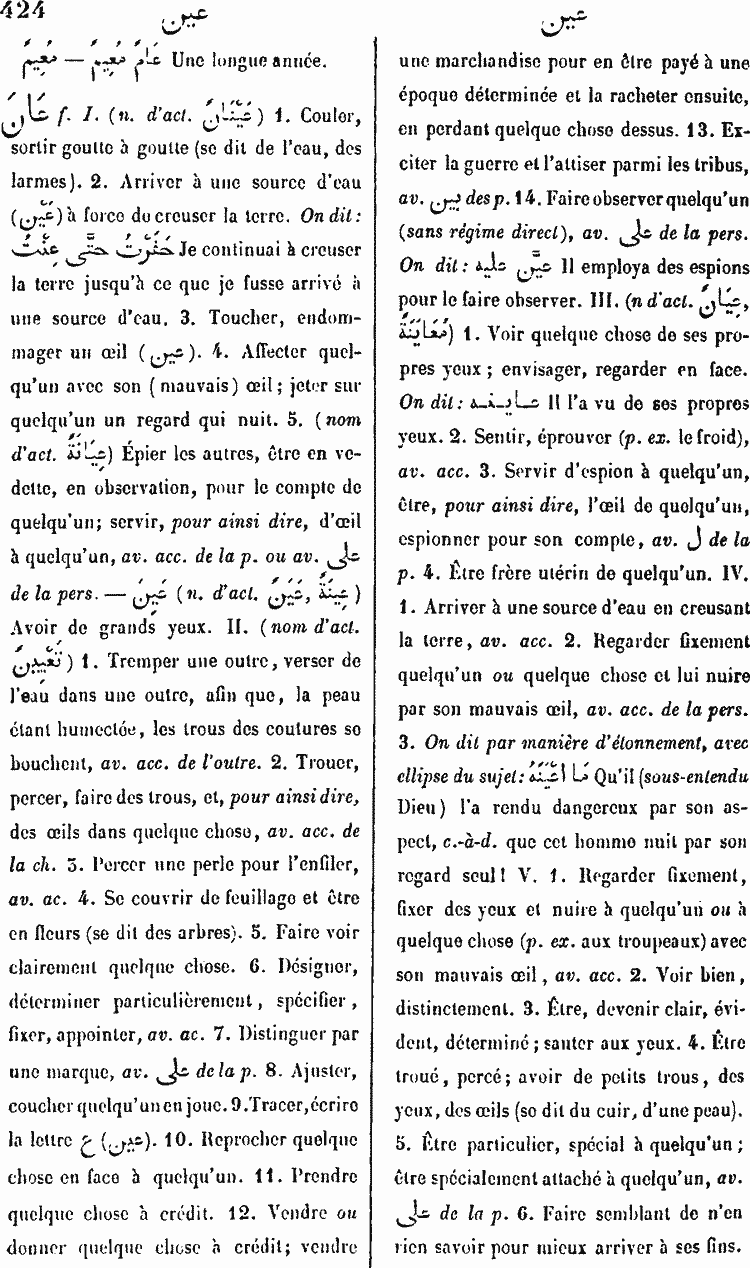 424
عين
عين
عَامٌ مُعِيمٌ — مُعِيمٌ Une longue année.
عَانَ f. I. (n. d'act. عَيَنَانٌ) 1. Couler,
sortir goutte à goutte (se dit de l'eau, des
larmes). 2. Arriver à une source d'eau
(عَيْن) à force de creuser la terre. On dit:
حَفَرْتُ حَتَّى عِنْتُ Je continuai à creuser
la terre jusqu'à ce que je fusse arrivé à
une source d'eau. 3. Toucher, endom-
mager un œil (عين). 4. Affecter quel-
qu'un avec son (mauvais) œil; jeter sur
quelqu'un un regard qui nuit. 5. (nom
d'act. عِيَانَةٌ) Épier les autres, être en ve-
dette, en observation, pour le compte de
quelqu'un; servir, pour ainsi dire, d'œil
à quelqu'un, av. acc. de la p. ou av. على
de la pers. — عَيِنَ (n. d'act. عَيَنٌ, عِينَةٌ)
Avoir de grands yeux. II. (nom d'act.
تَعْيِينٌ) 1. Tremper une outre, verser de
l'eau dans une outre, afin que, la peau
étant humectée, les trous des coutures se
bouchent, av. acc. de l'outre. 2. Trouer,
percer, faire des trous, et, pour ainsi dire,
des œils dans quelque chose, av. acc. de
la ch. 3. Percer une perle pour l'enfiler,
av. ac. 4. Se couvrir de feuillage et être
en fleurs (se dit des arbres). 5. Faire voir
clairement quelque chose. 6. Désigner,
déterminer particulièrement, spécifier,
fixer, appointer, av. ac. 7. Distinguer par
une marque, av. على de la p. 8. Ajuster,
coucher quelqu'un en joue. 9. Tracer, écrire
la lettre ع (عين). 10. Reprocher quelque
chose en face à quelqu'un. 11. Prendre
quelque chose à crédit. 12. Vendre ou
donner quelque chose à crédit; vendre
une marchandise pour en être payé à une
époque déterminée et la racheter ensuite,
en perdant quelque chose dessus. 13. Ex-
citer la guerre et l'attiser parmi les tribus,
av. بين des p. 14. Faire observer quelqu'un
(sans régime direct), av. على de la pers.
On dit: عيّن عليه Il employa des espions
pour le faire observer. III. (n d'act. عِيَانٌ,
مُعَايَنَةٌ) 1. Voir quelque chose de ses pro-
pres yeux; envisager, regarder en face.
On dit: عاينه Il l'a vu de ses propres
yeux. 2. Sentir, éprouver (p. ex. le froid),
av. acc. 3. Servir d'espion à quelqu'un,
être, pour ainsi dire, l'œil de quelqu'un,
espionner pour son compte, av. ل de la
p. 4. Être frère utérin de quelqu'un. IV.
1. Arriver à une source d'eau en creusant
la terre, av. acc. 2. Regarder fixement
quelqu'un ou quelque chose et lui nuire
par son mauvais œil, av. acc. de la pers.
3. On dit par manière d'étonnement, avec
ellipse du sujet: مَا أَعْيَنَهُ Qu'il (sous-entendu
Dieu) l'a rendu dangereux par son as-
pect, c.-à-d. que cet homme nuit par son
regard seul! V. 1. Regarder fixement,
fixer des yeux et nuire à quelqu'un ou à
quelque chose (p. ex. aux troupeaux) avec
son mauvais œil, av. acc. 2. Voir bien,
distinctement. 3. Être, devenir clair, évi-
dent, déterminé; sauter aux yeux. 4. Être
troué, percé; avoir de petits trous, des
yeux, des œils (se dit du cuir, d'une peau).
5. Être particulier, spécial à quelqu'un;
être spécialement attaché à quelqu'un, av.
على de la p. 6. Faire semblant de n'en
rien savoir pour mieux arriver à ses fins.